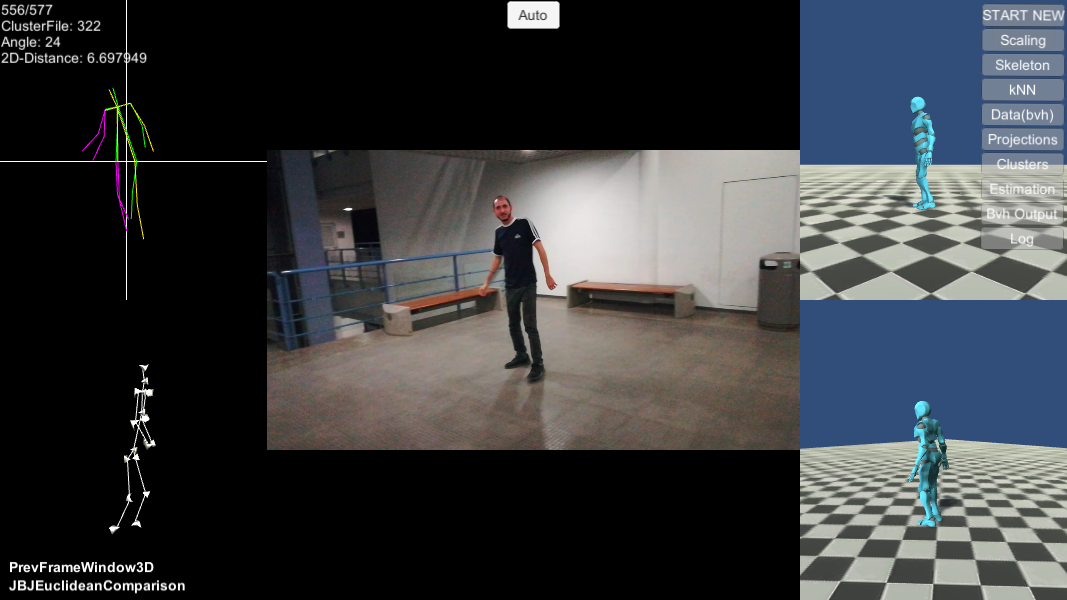 556/577
ClusterFile: 322
Angle: 24
2D-Distance: 6.697949
Auto
START NEW
Scaling
Skeleton
kNN
Data(bvh)
Projections
Clusters
Estimation
Bvh Output
Log
PrevFrameWindow3D
JBJEuclideanComparison